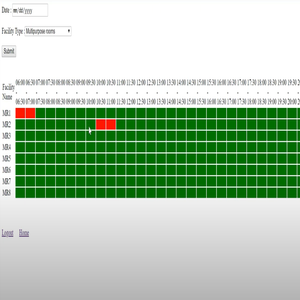 Date : mm/dd/yyyy
Facility Type : Multipurpose rooms
Submit
Facility Name
06:00 06:30 07:00 07:30 08:00 08:30 09:00 09:30 10:00 10:30 11:00 11:30 12:00 12:30 13:00 13:30 14:00 14:30 15:00 15:30 16:00 16:30 17:00 17:30 18:00 18:30 19:00 19:30
- - - - - - - - - - - - - - - - - - - - - - - - - - - -
06:30 07:00 07:30 08:00 08:30 09:00 09:30 10:00 10:30 11:00 11:30 12:00 12:30 13:00 13:30 14:00 14:30 15:00 15:30 16:00 16:30 17:00 17:30 18:00 18:30 19:00 19:30 20:00
MR1
MR2
MR3
MR4
MR5
MR6
MR7
MR8
Logout Home